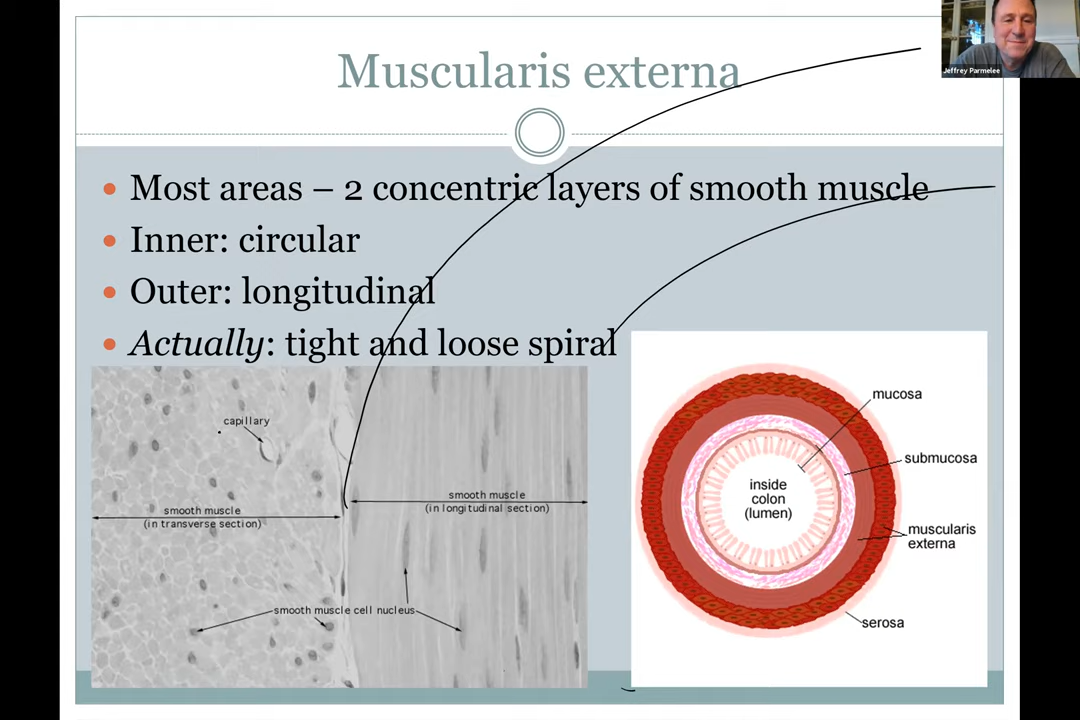 Muscularis externa
Jeffrey Parmelee
• Most areas – 2 concentric layers of smooth muscle
• Inner: circular
• Outer: longitudinal
• Actually: tight and loose spiral
capillary
smooth muscle
(in transverse section)
smooth muscle
(in longitudinal section)
smooth muscle cell nucleus
mucosa
submucosa
inside
colon
(lumen)
muscularis
externa
serosa